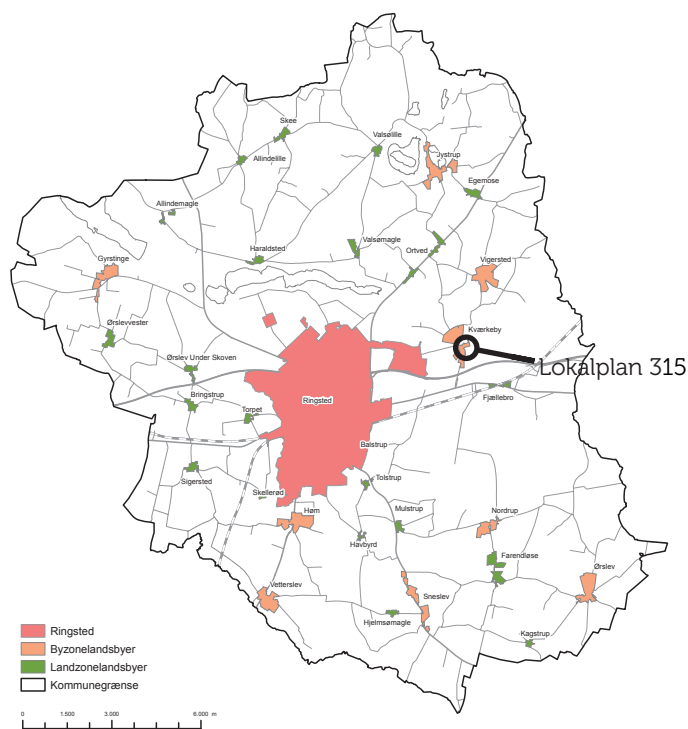 Skee
Valsølille
Allindelille
Jystrup
Egemose
Allindemagle
Valsømagle
Ortved
Haraldsted
Gyrstinge
Vigersted
Kværkeby
Ørslevvester
Lokalplan 315
Ørslev Under Skoven
Fjællebro
Bringstrup
Ringsted
Torpet
Balstrup
Sigersted
Tolstrup
Skellerød
Mulstrup
Nordrup
Høm
Havbyrd
Farendløse
Ørslev
Vetterslev
Sneslev
Hjelmsømagle
Kagstrup
Ringsted
Byzonelandsbyer
Landzonelandsbyer
Kommunegrænse
0 1.500 3.000 6.000 m